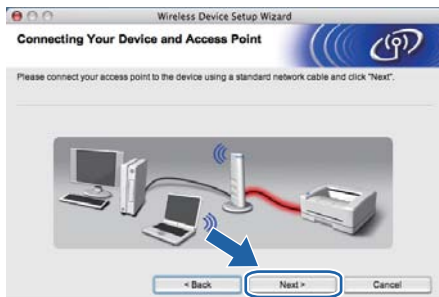 Wireless Device Setup Wizard
Connecting Your Device and Access Point
Please connect your access point to the device using a standard network cable and click "Next".
< Back
Next >
Cancel